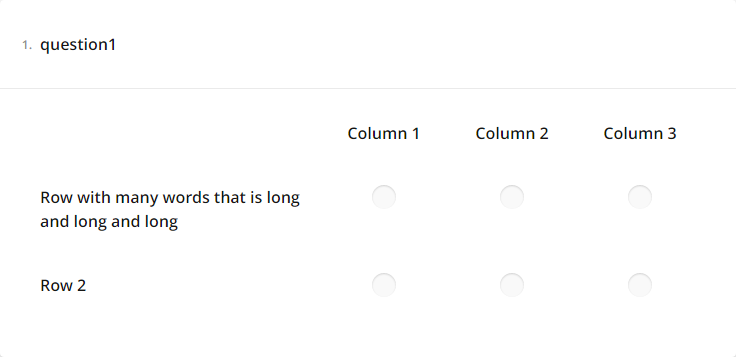 1. question1
Column 1 Column 2 Column 3
Row with many words that is long
and long and long
Row 2